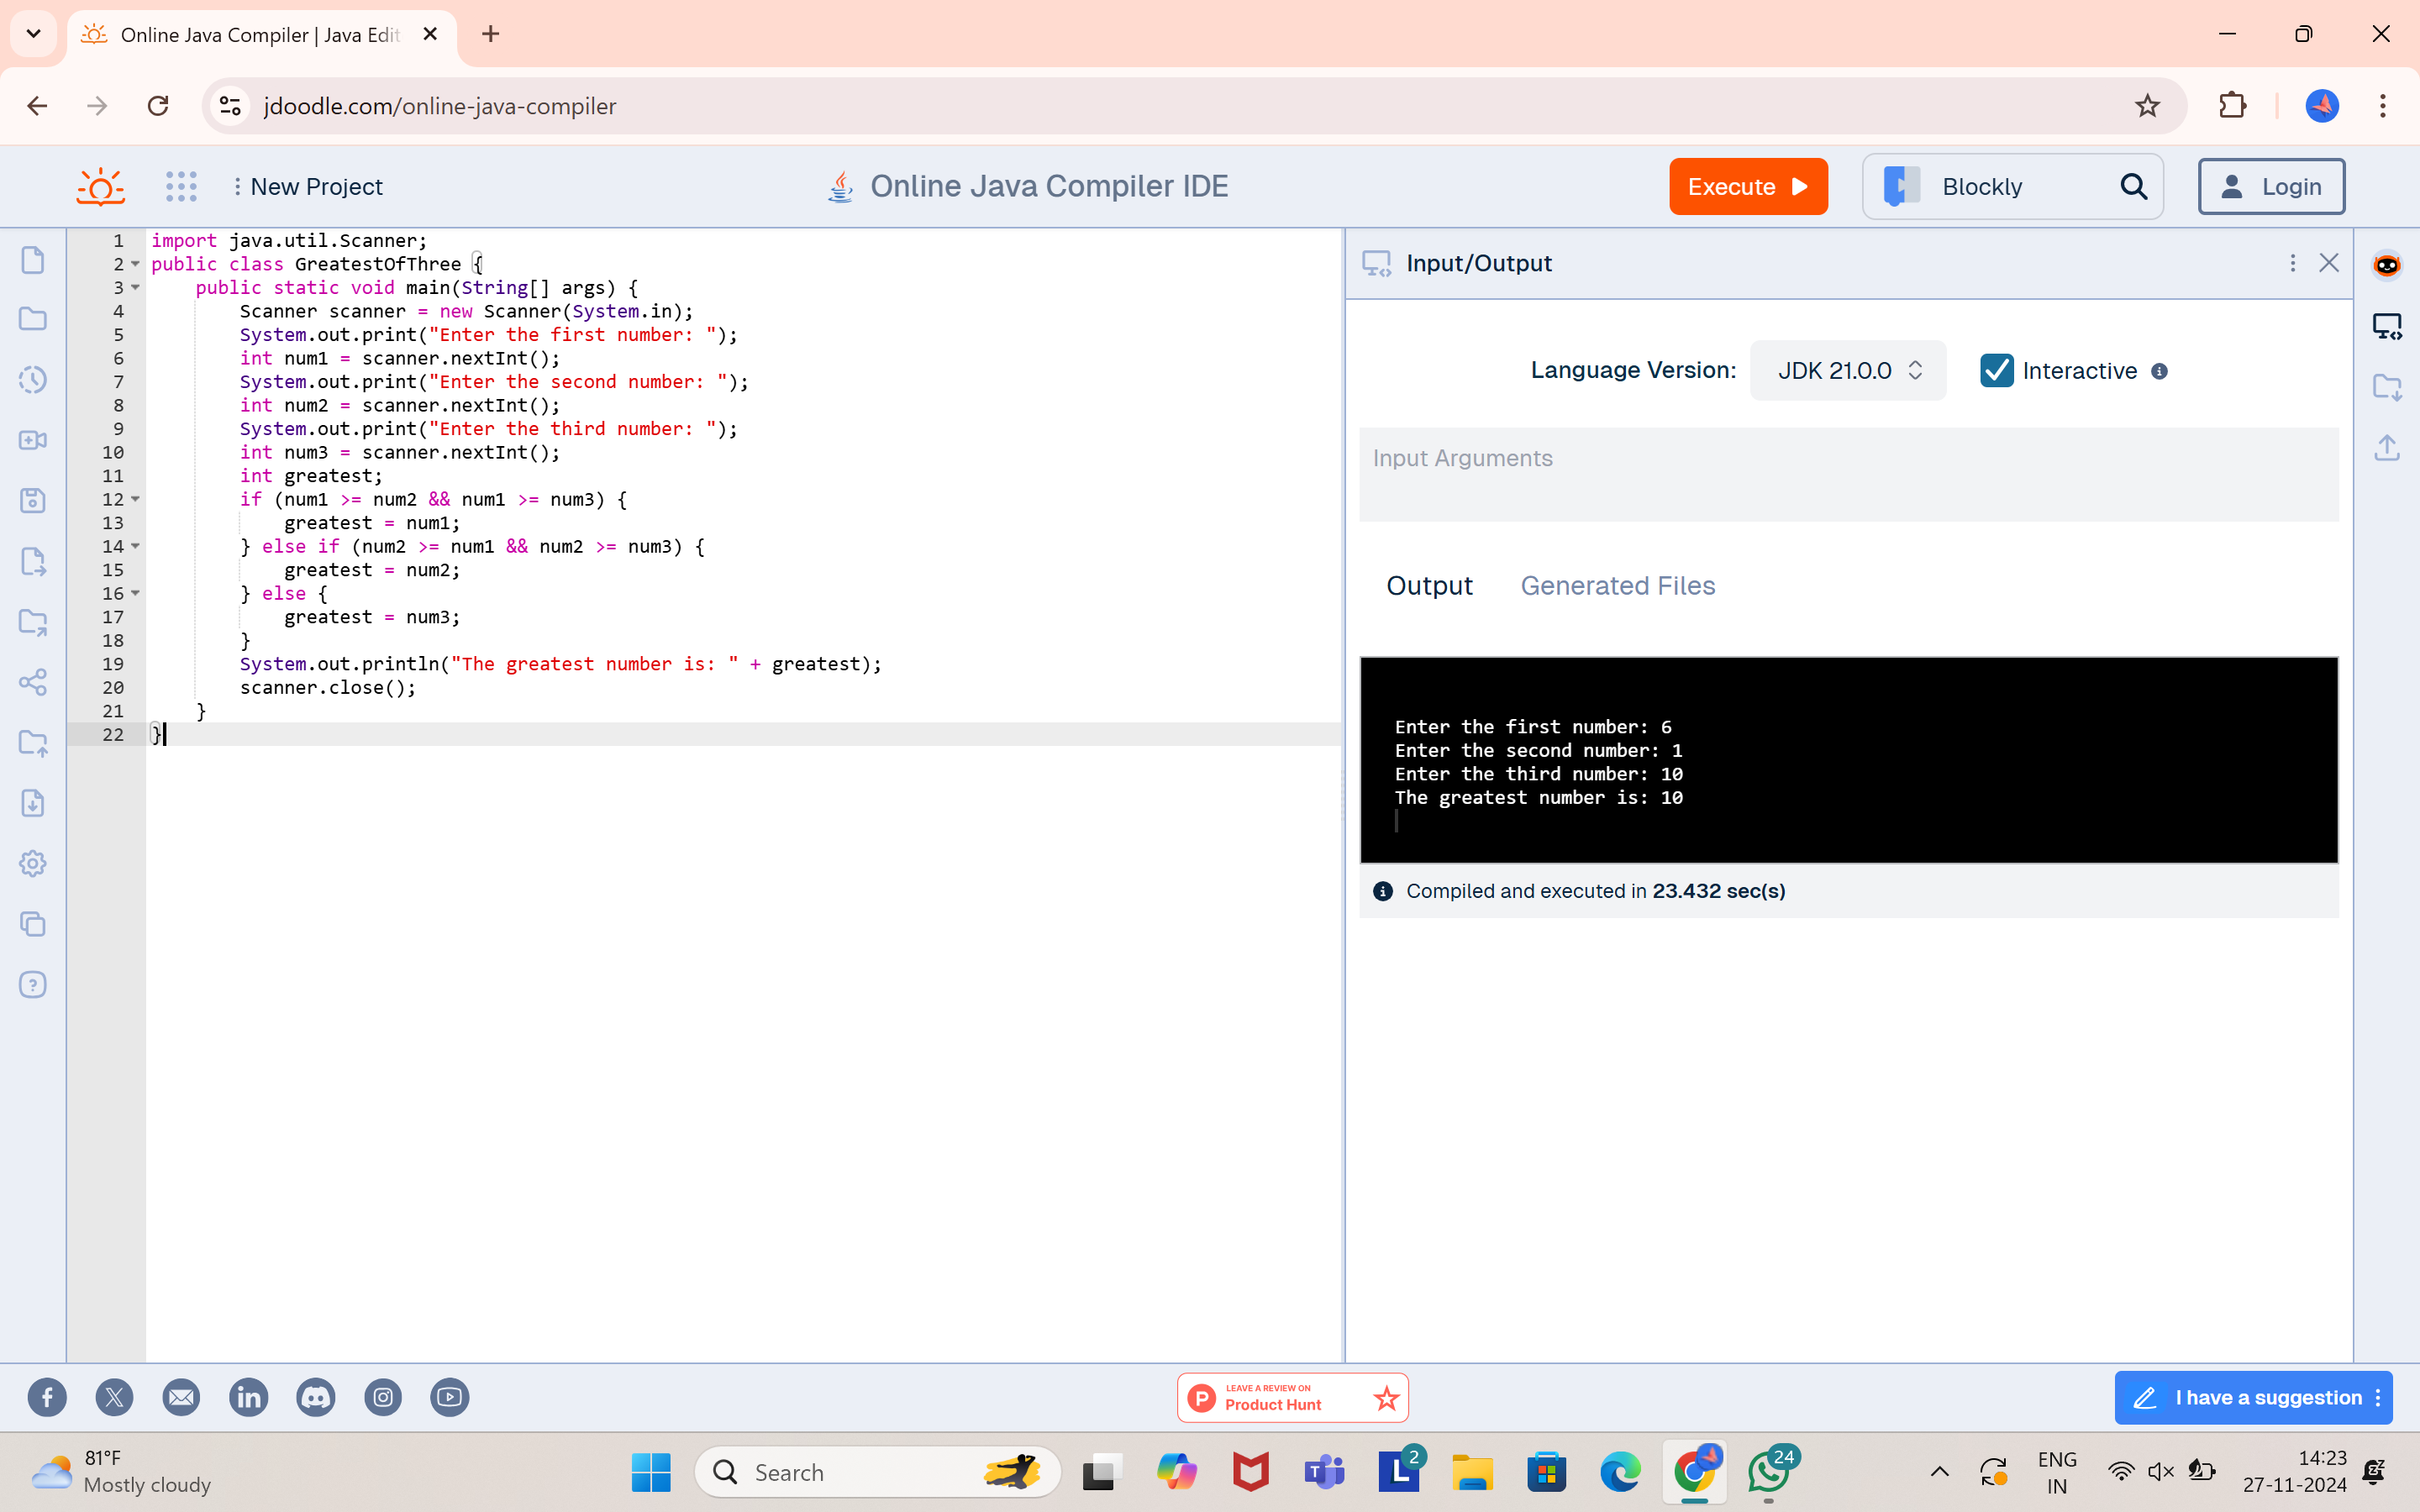 Online Java Compiler | Java Edit
jdoodle.com/online-java-compiler
New Project
Online Java Compiler IDE
Execute
Blockly
Login
1 import java.util.Scanner;
2 public class GreatestOfThree {
3     public static void main(String[] args) {
4         Scanner scanner = new Scanner(System.in);
5         System.out.print("Enter the first number: ");
6         int num1 = scanner.nextInt();
7         System.out.print("Enter the second number: ");
8         int num2 = scanner.nextInt();
9         System.out.print("Enter the third number: ");
10         int num3 = scanner.nextInt();
11         int greatest;
12         if (num1 >= num2 && num1 >= num3) {
13             greatest = num1;
14         } else if (num2 >= num1 && num2 >= num3) {
15             greatest = num2;
16         } else {
17             greatest = num3;
18         }
19         System.out.println("The greatest number is: " + greatest);
20         scanner.close();
21     }
22 }
Input/Output
Language Version: JDK 21.0.0 Interactive
Input Arguments
Output Generated Files
Enter the first number: 6
Enter the second number: 1
Enter the third number: 10
The greatest number is: 10
Compiled and executed in 23.432 sec(s)
LEAVE A REVIEW ON
Product Hunt
I have a suggestion
81°F
Mostly cloudy
Search
2
24
ENG
IN
14:23
27-11-2024